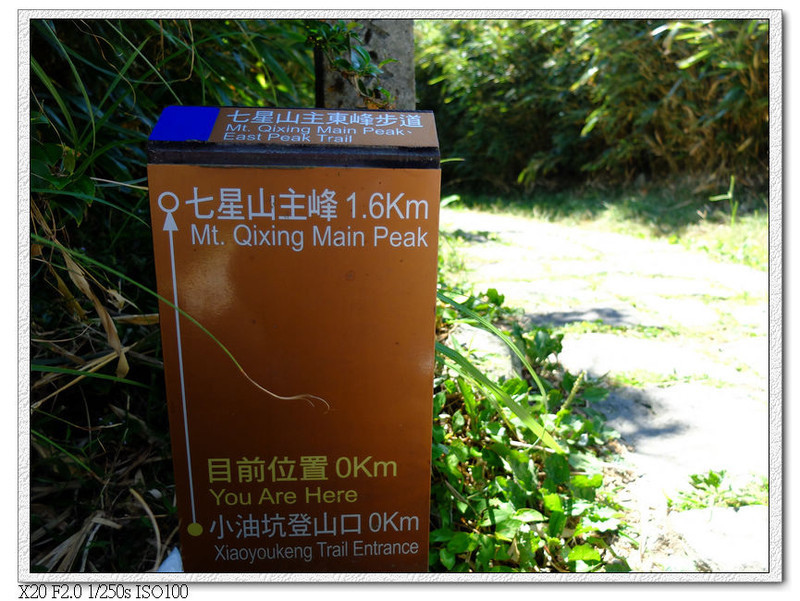 七星山主東峰步道
Mt. Qixing Main Peak、
East Peak Trail
七星山主峰 1.6Km
Mt. Qixing Main Peak
目前位置 0Km
You Are Here
小油坑登山口 0Km
Xiaoyoukeng Trail Entrance
X20 F2.0 1/250s ISO100